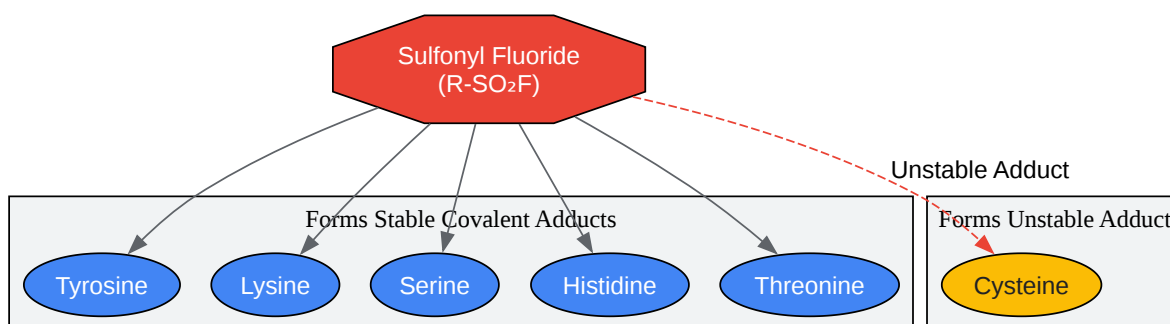 Sulfonyl Fluoride
(R-SO₂F)
Unstable Adduct
Forms Stable Covalent Adducts
Forms Unstable Adduct
Tyrosine
Lysine
Serine
Histidine
Threonine
Cysteine